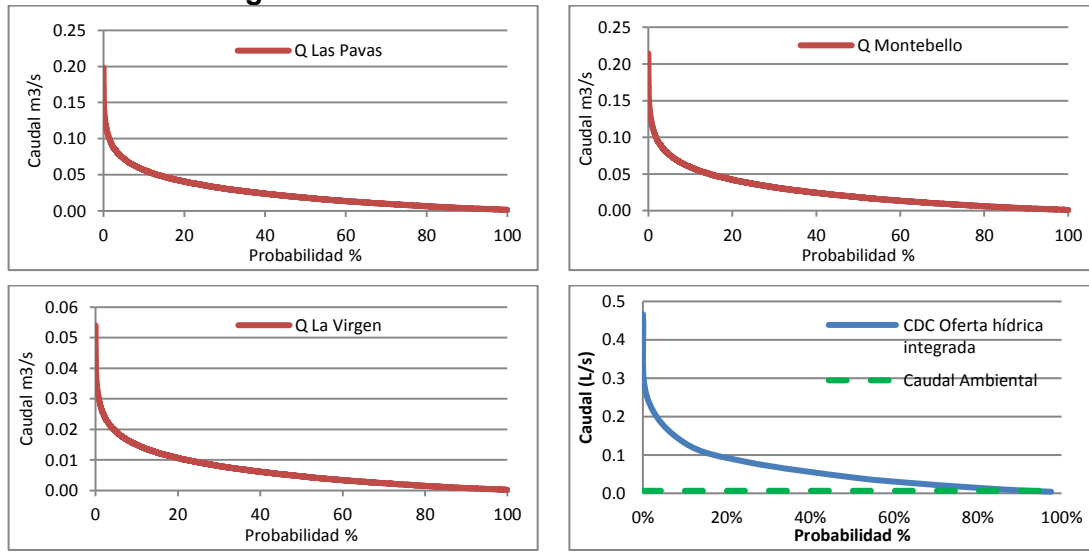 g
0.25
0.20
0.15
0.10
0.05
0.00
Caudal m3/s
Q Las Pavas
0 20 40 60 80 100
Probabilidad %
0.25
0.20
0.15
0.10
0.05
0.00
Caudal m3/s
Q Montebello
0 20 40 60 80 100
Probabilidad %
0.06
0.05
0.04
0.03
0.02
0.01
0.00
Caudal m3/s
Q La Virgen
0 20 40 60 80 100
Probabilidad %
0.5
0.4
0.3
0.2
0.1
0.0
Caudal (L/s)
CDC Oferta hídrica
integrada
Caudal Ambiental
0% 20% 40% 60% 80% 100%
Probabilidad %